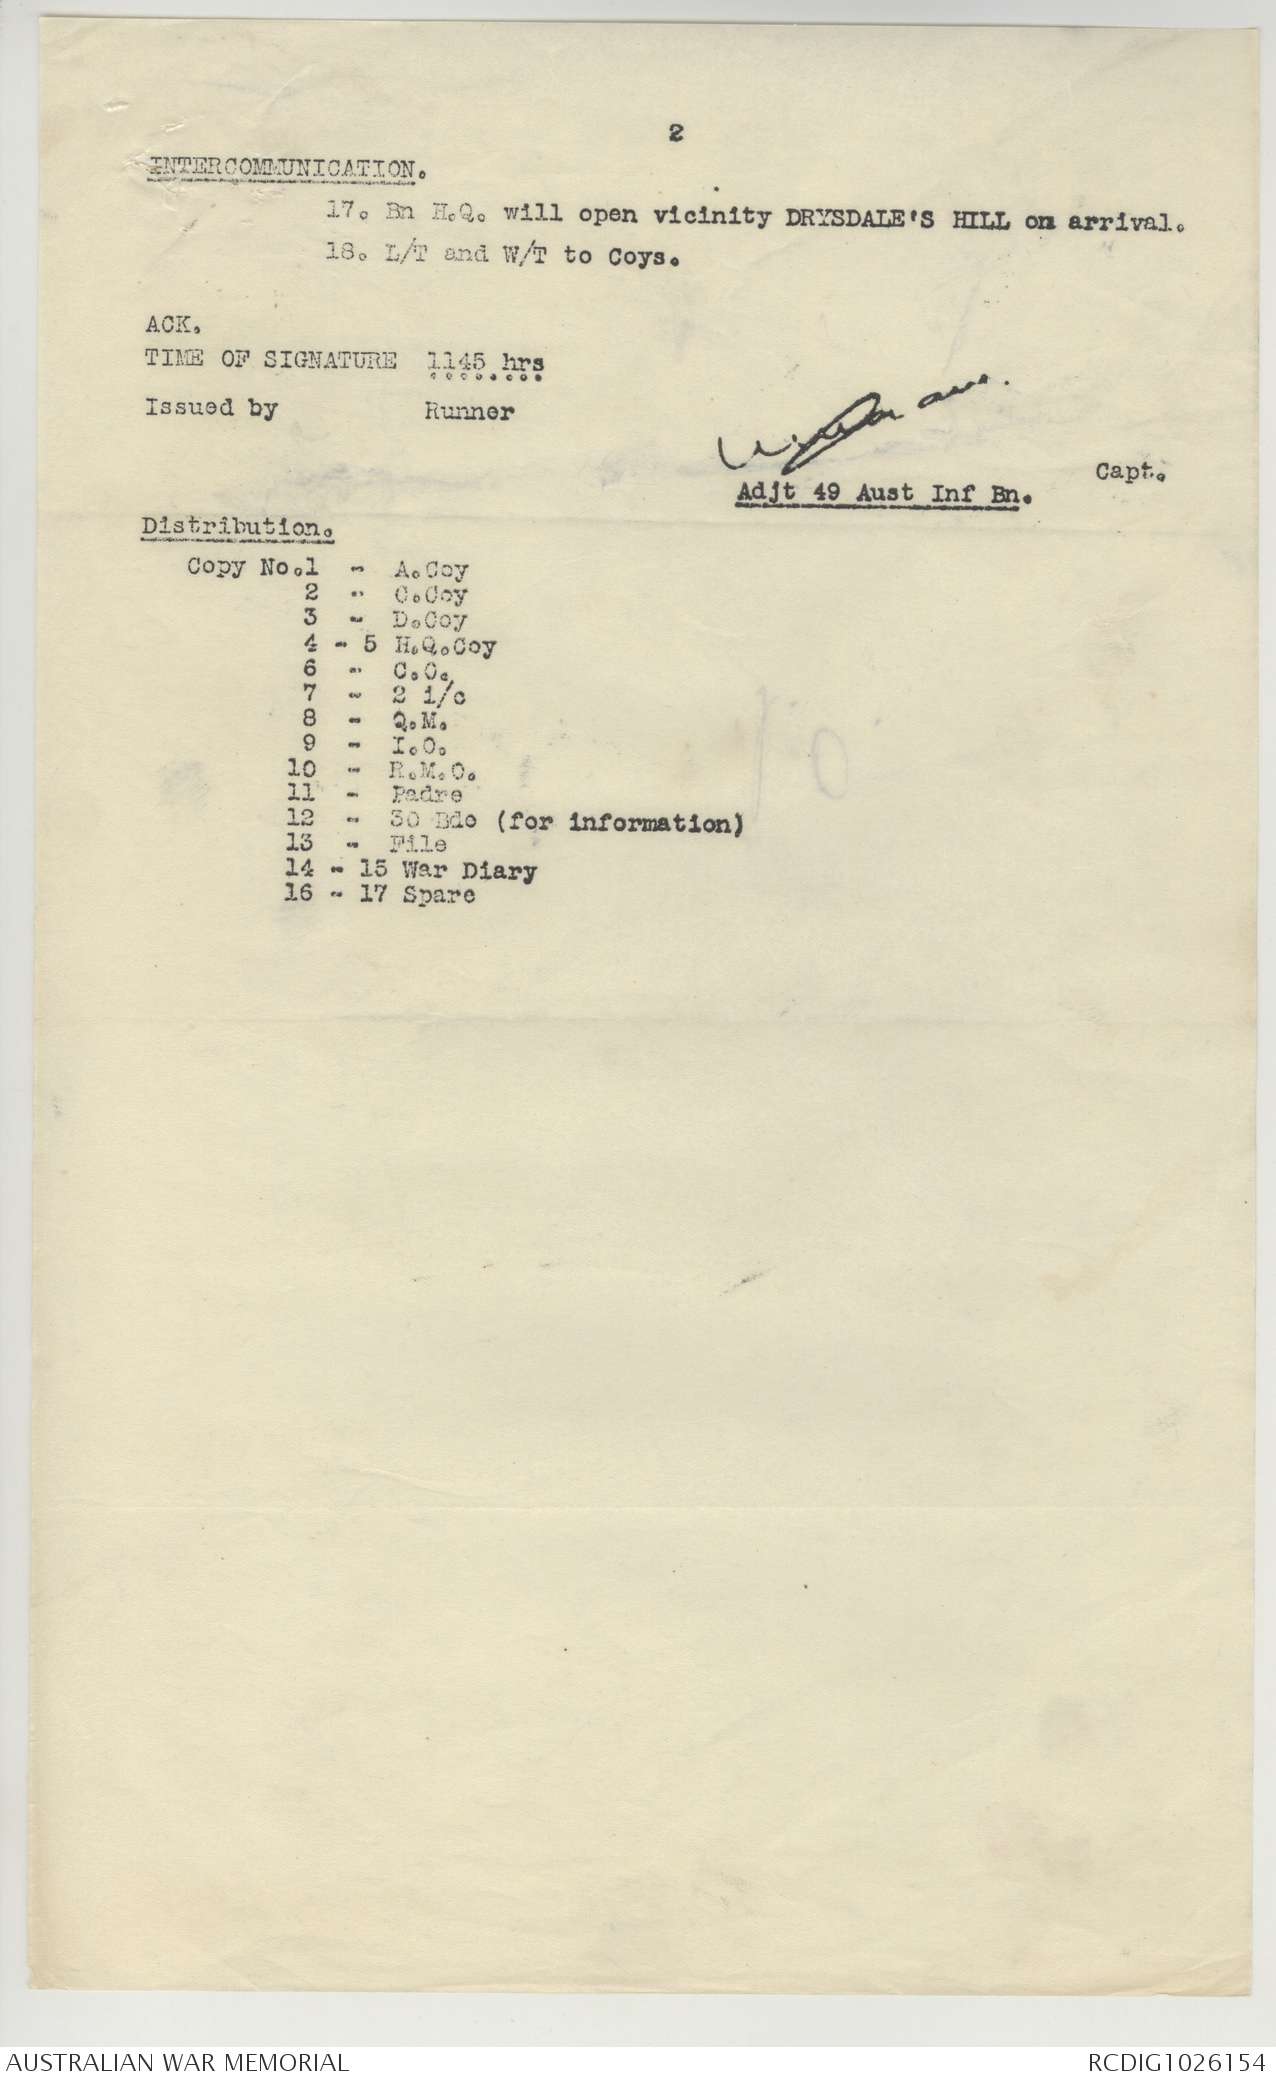 2
INTERCOMMUNICATION.
17. Bn H.Q. will open vicinity DRYSDALE'S HILL on arrival.
18. L/T and W/T to Coys.
ACK.
TIME OF SIGNATURE 1145 hrs
Issued by Runner
Capt.
Adjt 49 Aust Inf Bn.
Distribution.
Copy No.1 - A.Coy
2 - C.Coy
3 - D.Coy
4 - 5 H.Q.Coy
6 - C.O.
7 - 2 i/c
8 - Q.M.
9 - I.O.
10 - R.M.O.
11 - Padre
12 - 30 Bde (for information)
13 - File
14 - 15 War Diary
16 - 17 Spare
AUSTRALIAN WAR MEMORIAL
RCDIG1026154